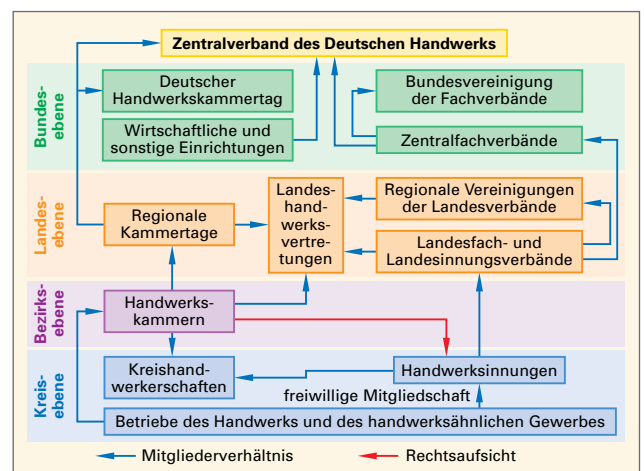 Zentralverband des Deutschen Handwerks
Bundes-
ebene
Deutscher
Handwerkskammertag
Bundesvereinigung
der Fachverbände
Wirtschaftliche und
sonstige Einrichtungen
Zentralfachverbände
Landes-
ebene
Regionale
Kammertage
Landes-
hand-
werks-
vertre-
tungen
Regionale Vereinigungen
der Landesverbände
Landesfach- und
Landesinnungsverbände
Bezirks-
ebene
Handwerks-
kammern
Kreis-
ebene
Kreishand-
werkerschaften
Handwerksinnungen
freiwillige Mitgliedschaft
Betriebe des Handwerks und des handwerksähnlichen Gewerbes
Mitgliederverhältnis
Rechtsaufsicht